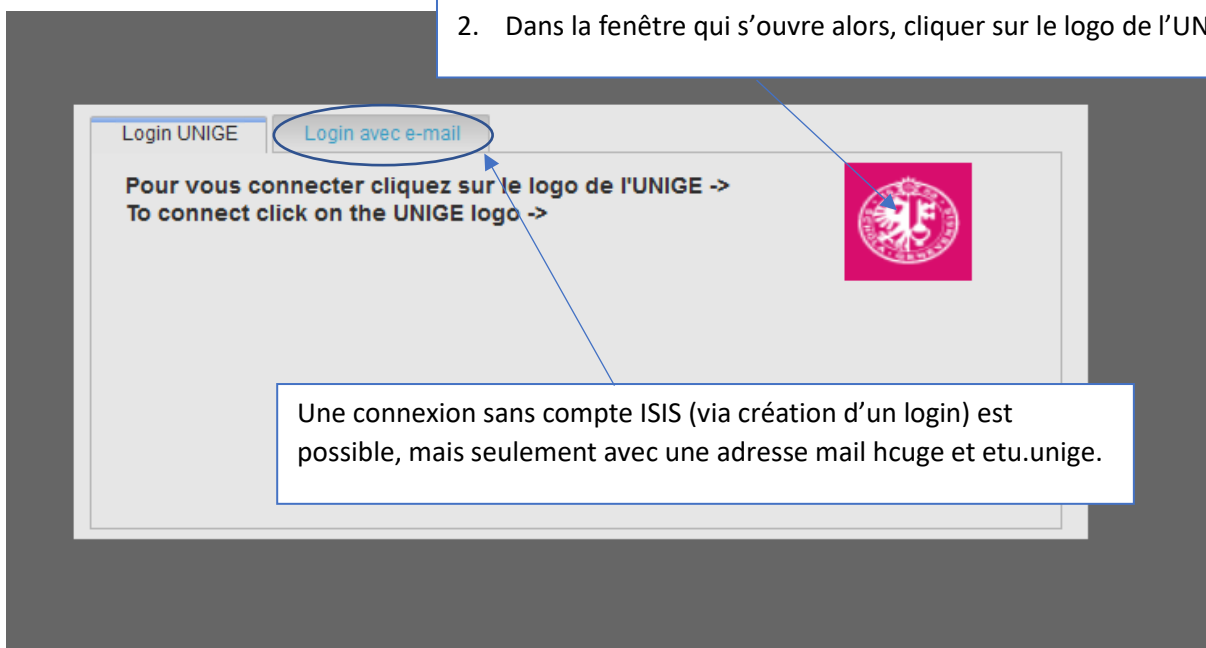 2. Dans la fenêtre qui s’ouvre alors, cliquer sur le logo de l’UN
Login UNIGE
Login avec e-mail
Pour vous connecter cliquez sur le logo de l'UNIGE ->
To connect click on the UNIGE logo ->
Une connexion sans compte ISIS (via création d’un login) est
possible, mais seulement avec une adresse mail hcuge et etu.unige.